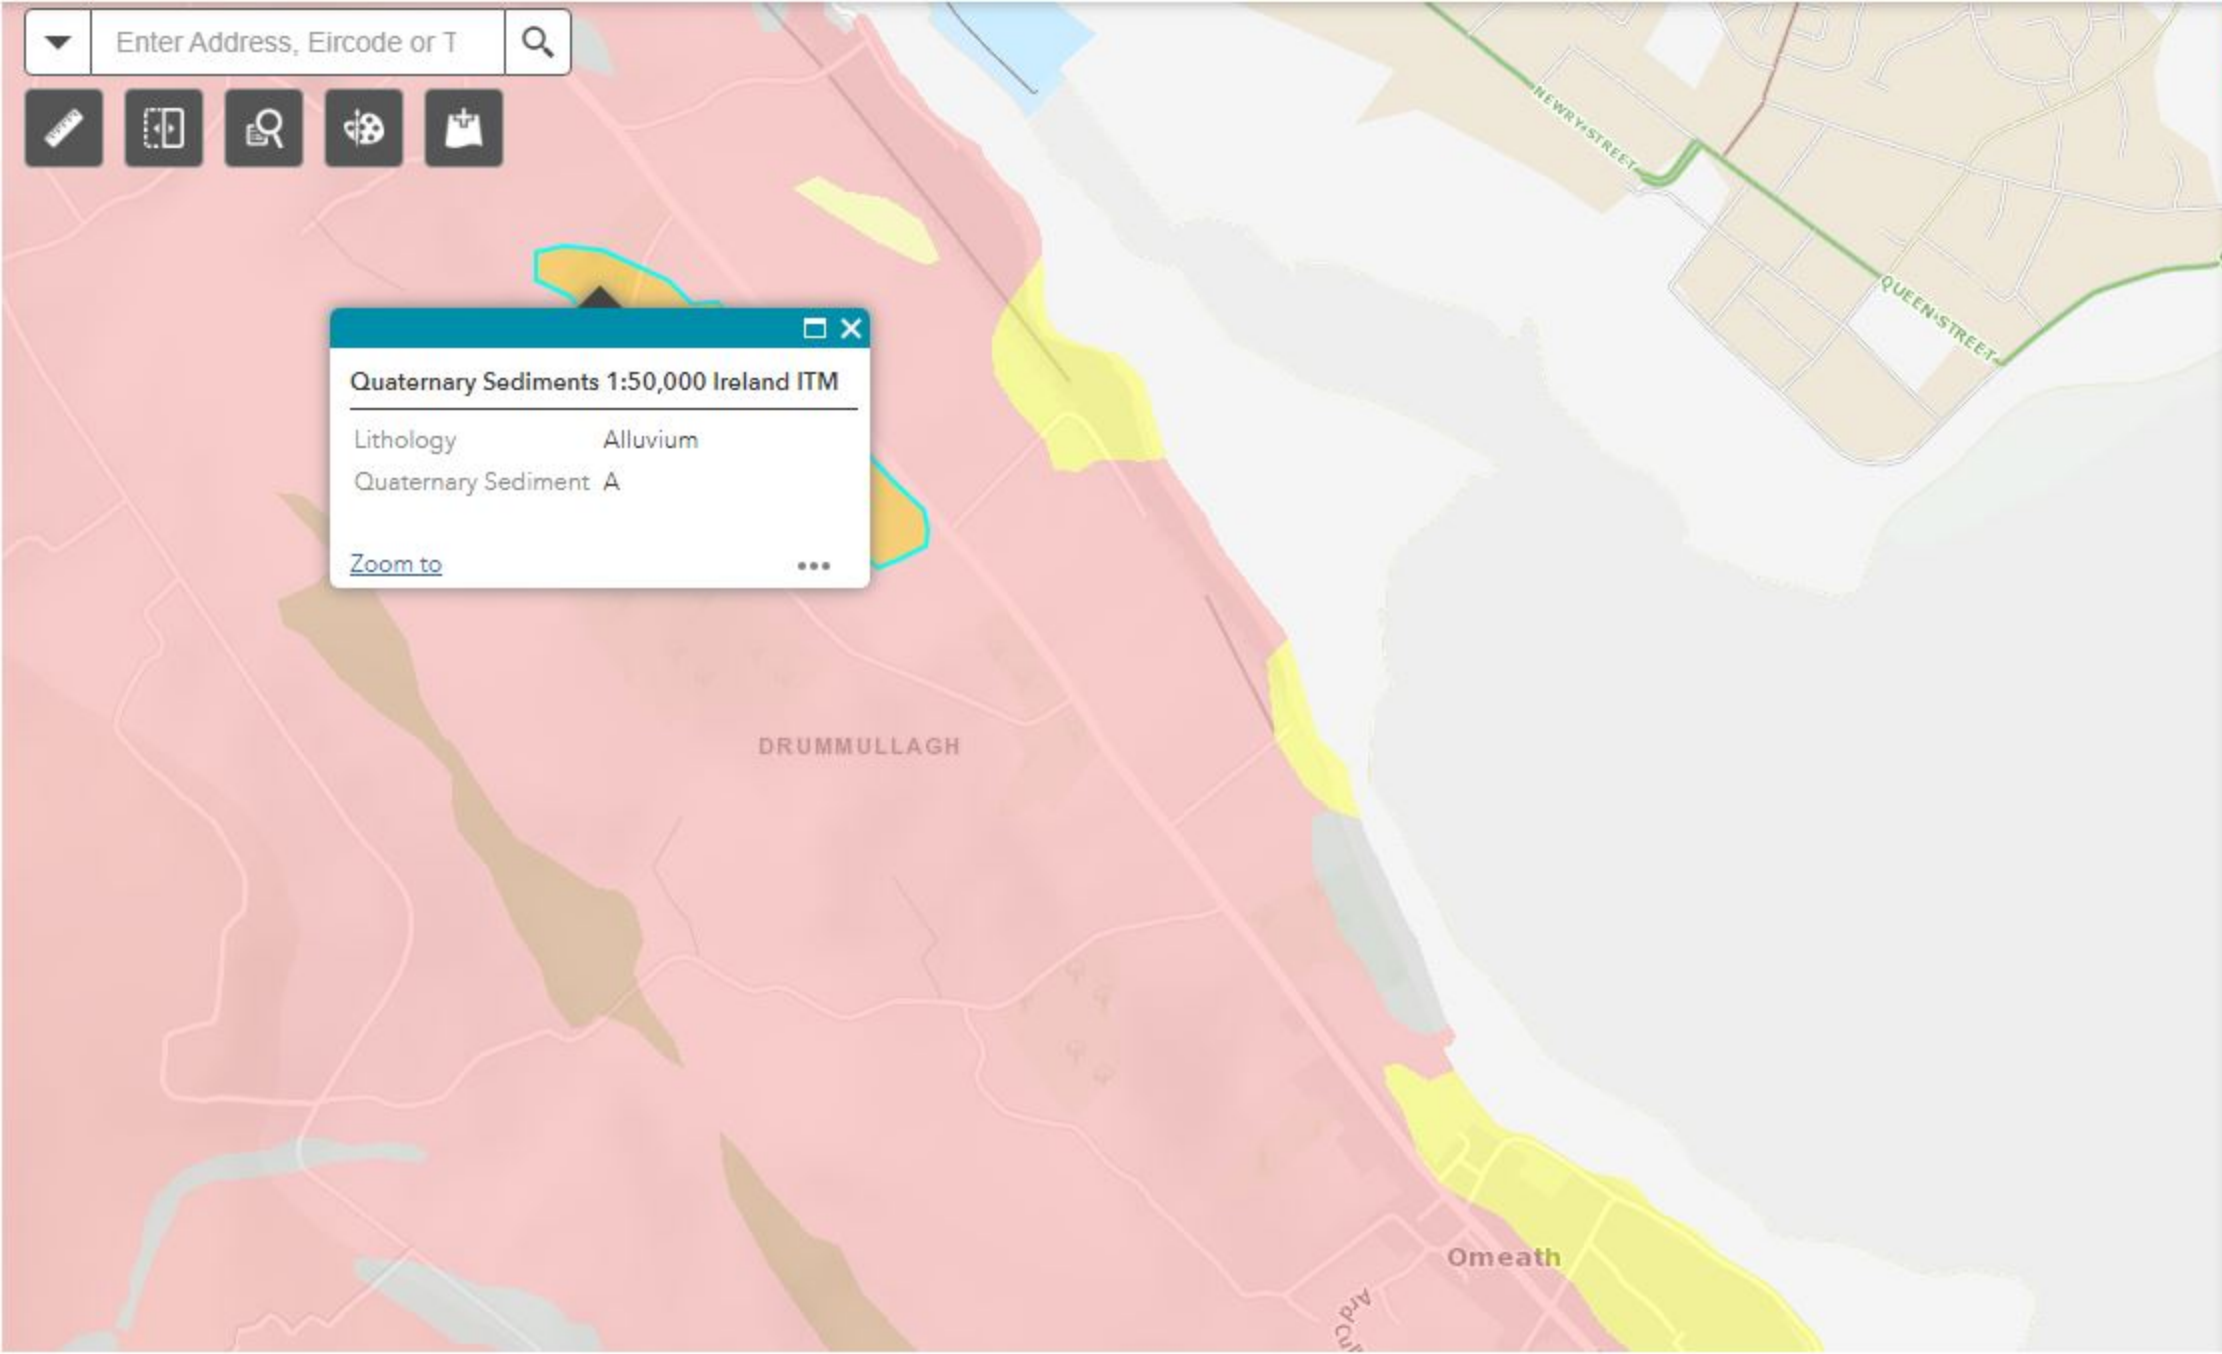 Enter Address, Eircode or T
NEWRY STREET
QUEEN STREET
Quaternary Sediments 1:50,000 Ireland ITM
Lithology Alluvium
Quaternary Sediment A
Zoom to
DRUMMULLAGH
Omeath
Ard